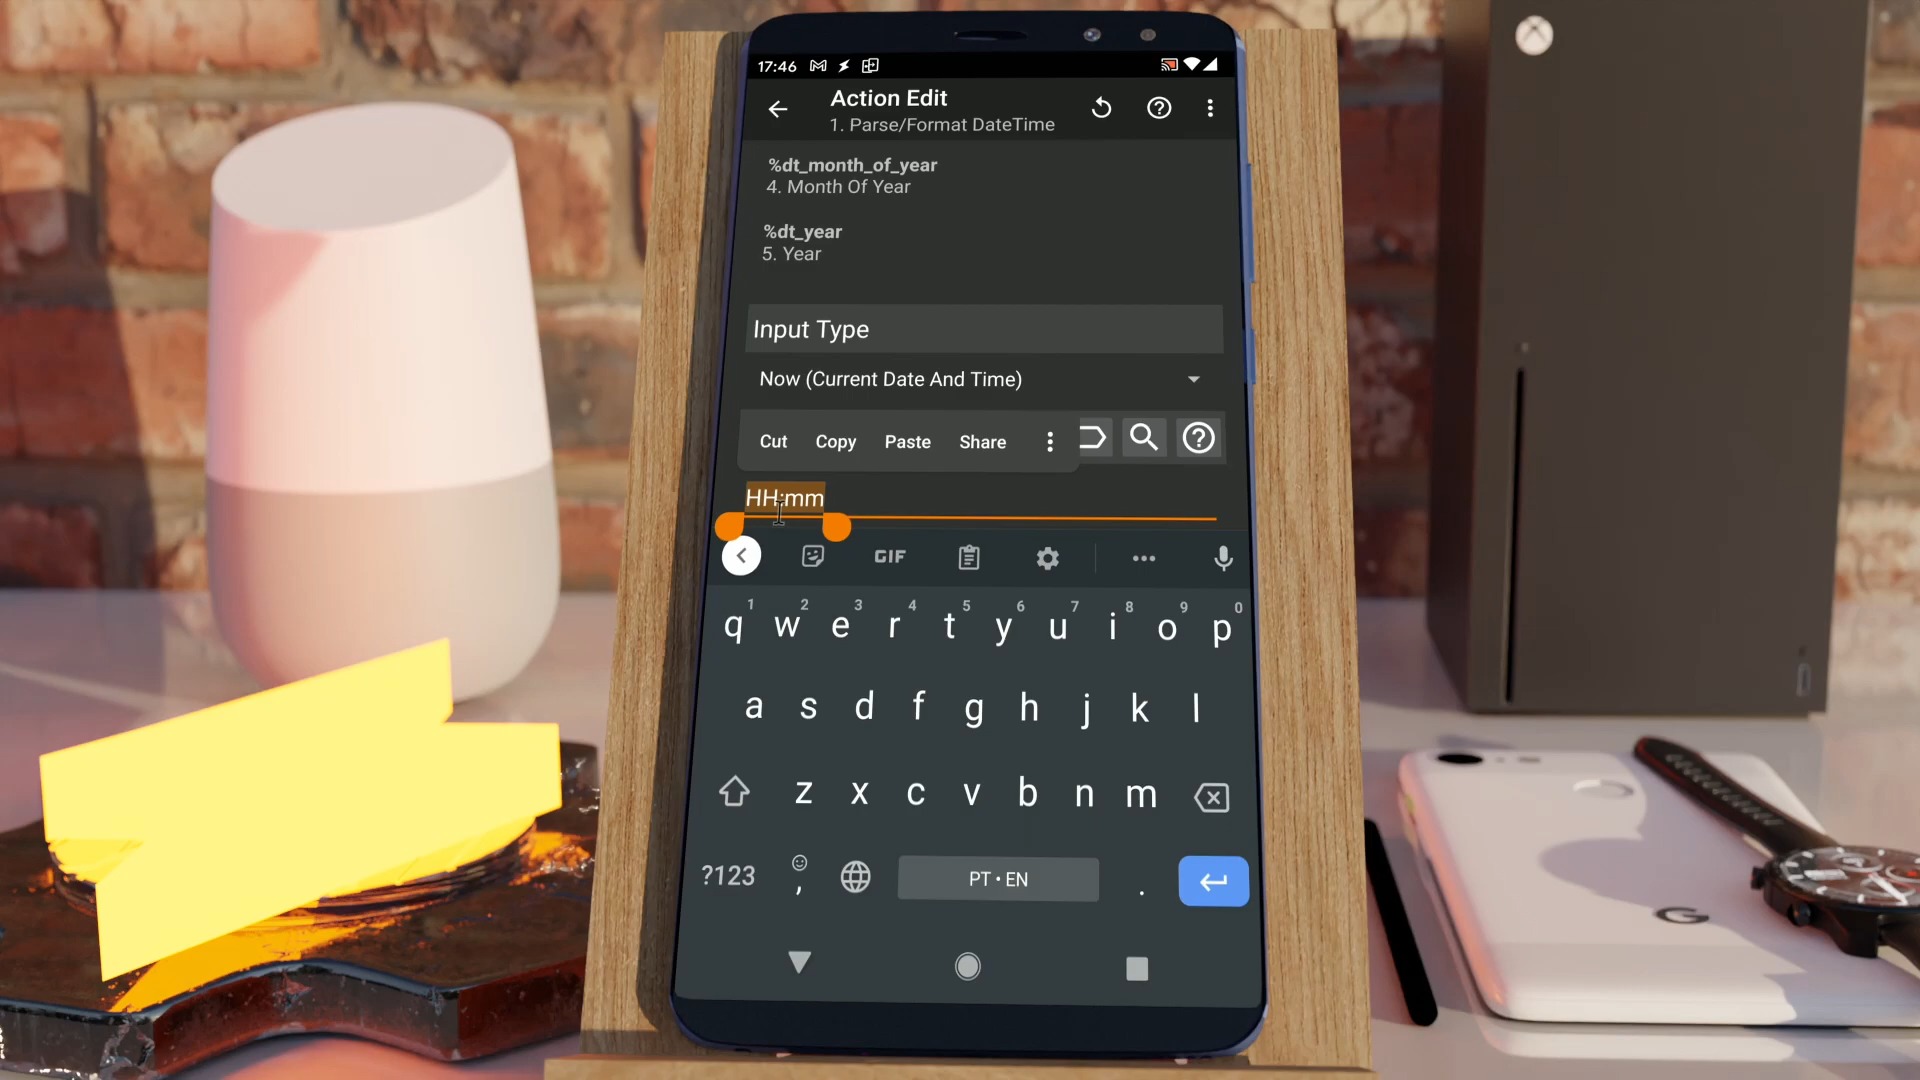 17:46
Action Edit
1. Parse/Format DateTime
%dt_month_of_year
4. Month Of Year
%dt_year
5. Year
Input Type
Now (Current Date And Time)
Cut Copy Paste Share
HH:mm
GIF
1 2 3 4 5 6 7 8 9 0
q w e r t y u i o p
a s d f g h j k l
z x c v b n m
?123 , PT • EN .
G